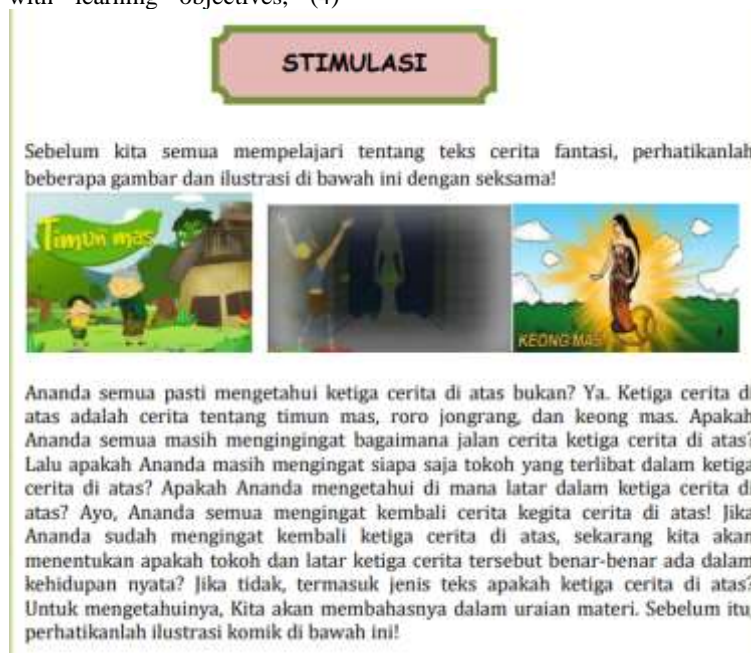 with learning objectives, (4)
STIMULASI
Sebelum kita semua mempelajari tentang teks cerita fantasi, perhatikanlah
beberapa gambar dan ilustrasi di bawah ini dengan seksama!
Timun mas
KEONG MAS
Ananda semua pasti mengetahui ketiga cerita di atas bukan? Ya. Ketiga cerita di
atas adalah cerita tentang timun mas, roro jongrang, dan keong mas. Apakah
Ananda semua masih mengingingat bagaimana jalan cerita ketiga cerita di atas?
Lalu apakah Ananda masih mengingat siapa saja tokoh yang terlibat dalam ketiga
cerita di atas? Apakah Ananda mengetahui di mana latar dalam ketiga cerita di
atas? Ayo, Ananda semua mengingat kembali cerita kegita cerita di atas! Jika
Ananda sudah mengingat kembali ketiga cerita di atas, sekarang kita akan
menentukan apakah tokoh dan latar ketiga cerita tersebut benar-benar ada dalam
kehidupan nyata? Jika tidak, termasuk jenis teks apakah ketiga cerita di atas?
Untuk mengetahuinya, Kita akan membahasnya dalam uraian materi. Sebelum itu
perhatikanlah ilustrasi komik di bawah ini!